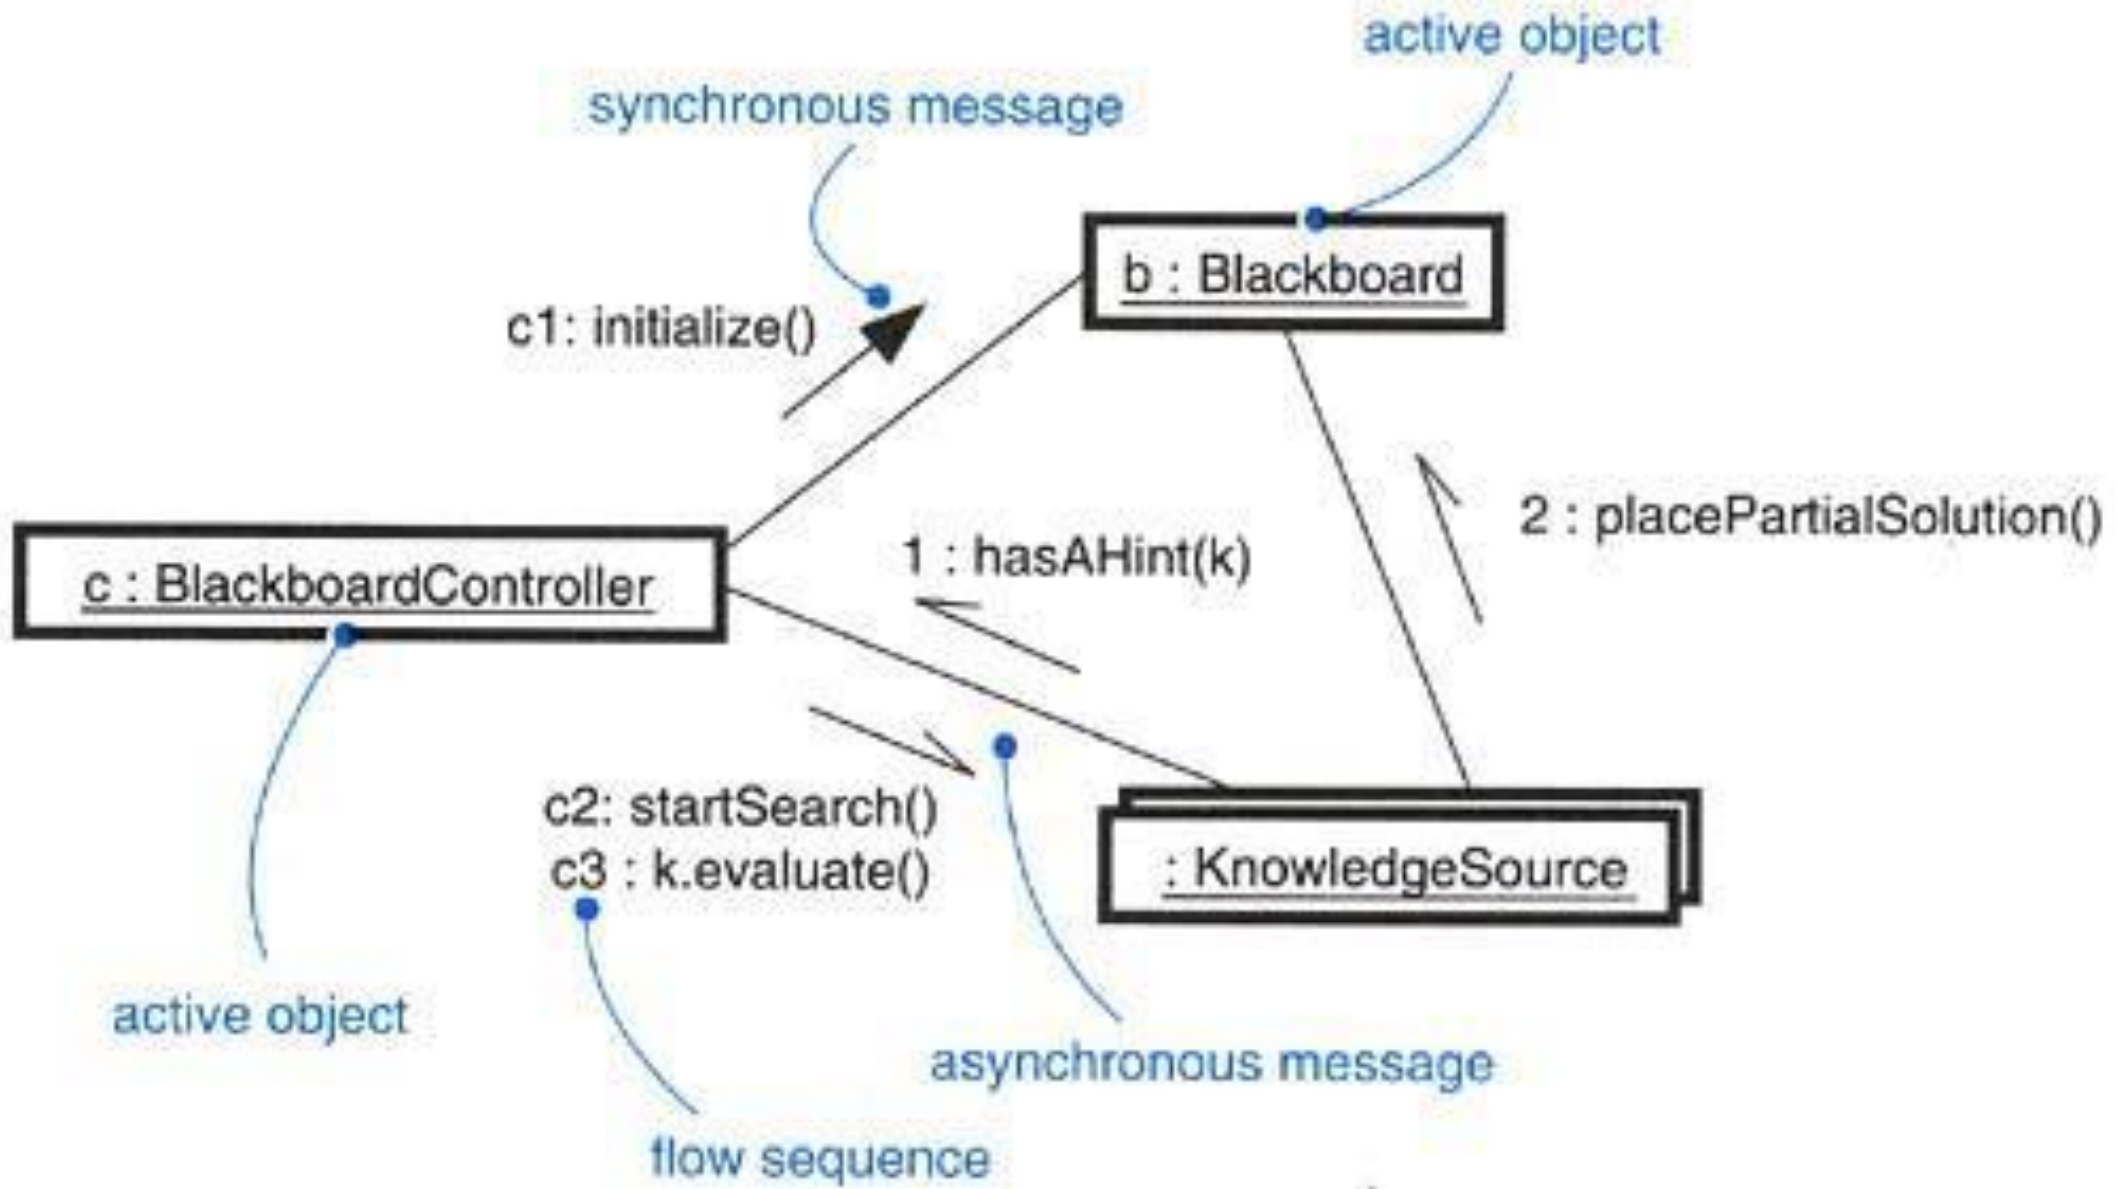 active object
synchronous message
b : Blackboard
c1: initialize()
2 : placePartialSolution()
1 : hasAHint(k)
c : BlackboardController
c2: startSearch()
c3 : k.evaluate()
: KnowledgeSource
active object
asynchronous message
flow sequence